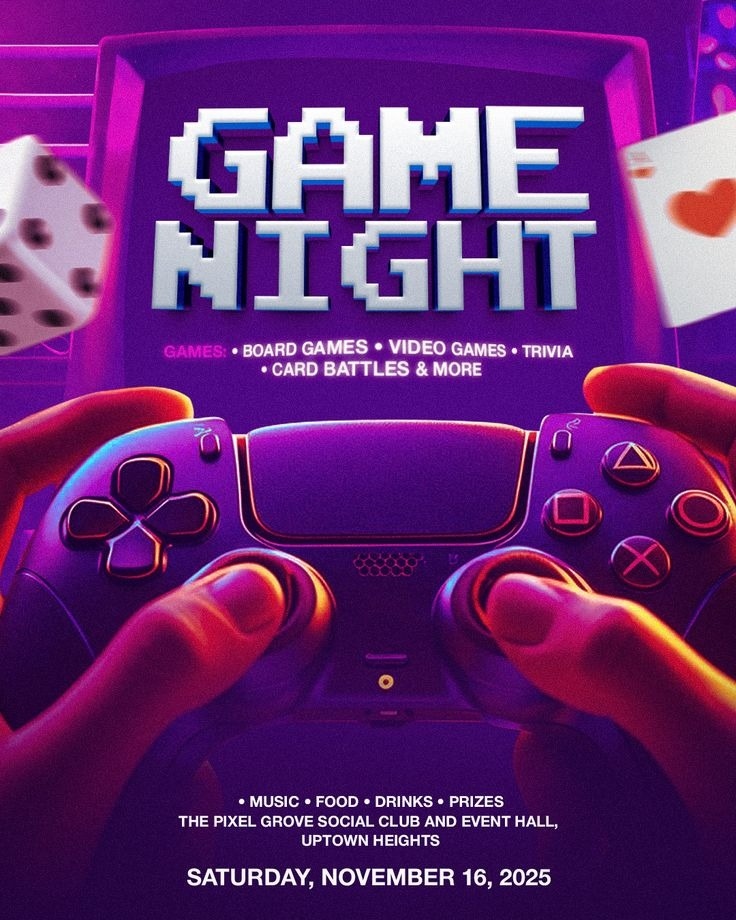 GAME
NIGHT
GAMES: • BOARD GAMES • VIDEO GAMES • TRIVIA
• CARD BATTLES & MORE
• MUSIC • FOOD • DRINKS • PRIZES
THE PIXEL GROVE SOCIAL CLUB AND EVENT HALL,
UPTOWN HEIGHTS
SATURDAY, NOVEMBER 16, 2025